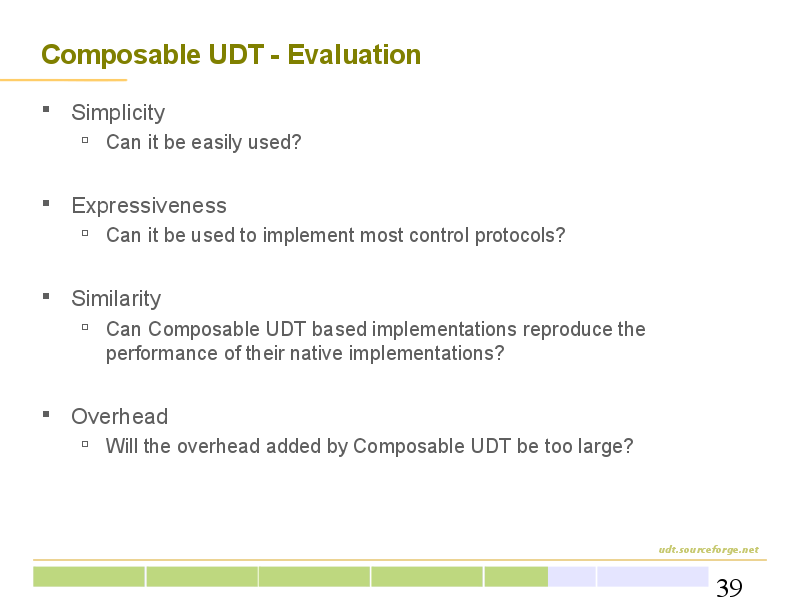 Composable UDT - Evaluation
Simplicity
Can it be easily used?
Expressiveness
Can it be used to implement most control protocols?
Similarity
Can Composable UDT based implementations reproduce the
performance of their native implementations?
Overhead
Will the overhead added by Composable UDT be too large?
udt.sourceforge.net
39